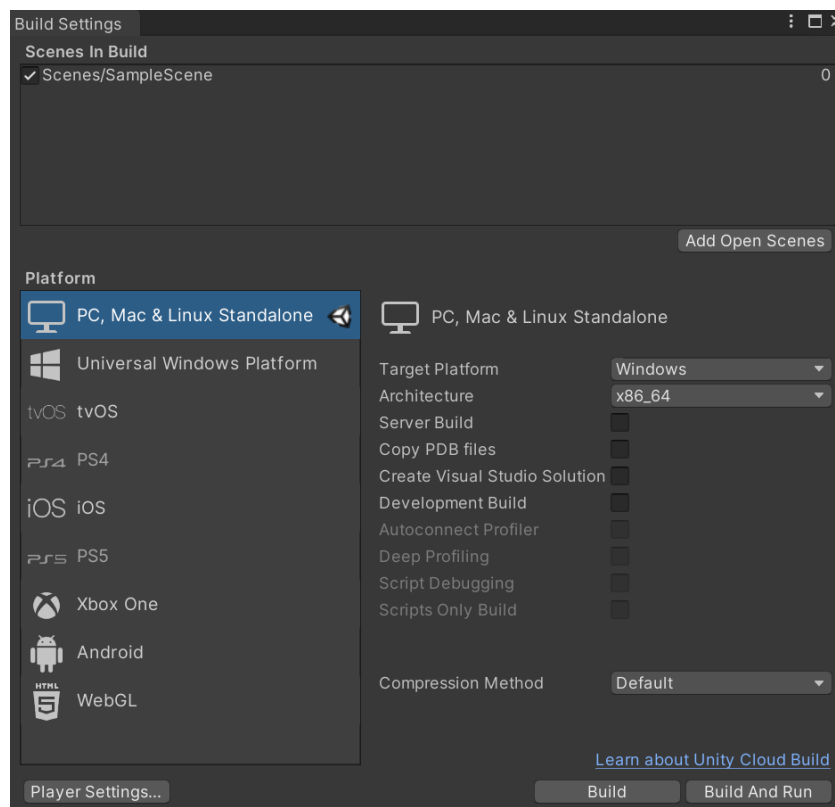 Build Settings
Scenes In Build
Scenes/SampleScene 0
Add Open Scenes
Platform
PC, Mac & Linux Standalone
Universal Windows Platform
tvOS tvOS
PS4 PS4
iOS iOS
PS5 PS5
Xbox One
Android
HTML 5 WebGL
PC, Mac & Linux Standalone
Target Platform Windows
Architecture x86_64
Server Build
Copy PDB files
Create Visual Studio Solution
Development Build
Autoconnect Profiler
Deep Profiling
Script Debugging
Scripts Only Build
Compression Method Default
Learn about Unity Cloud Build
Player Settings... Build Build And Run